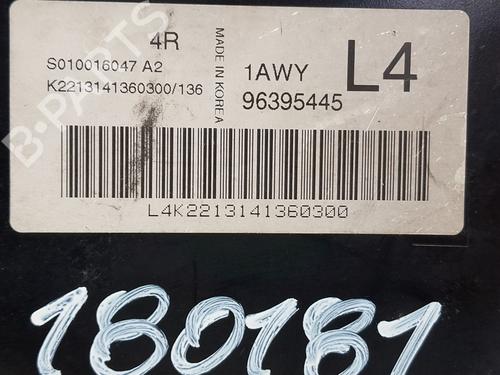 4R
S010016047 A2
K2213141360300/136
MADE IN KOREA
1AWY
96395445
L4
L4K2213141360300
180181
B-PARTS